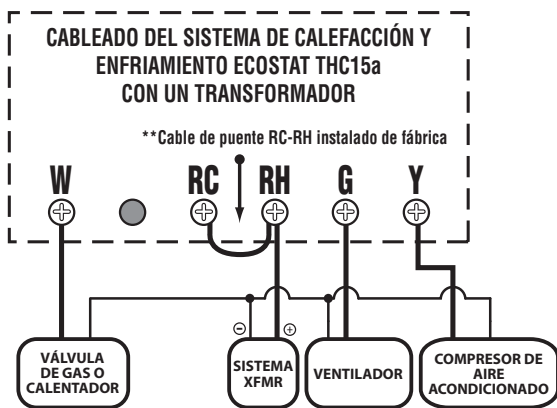 CABLEADO DEL SISTEMA DE CALEFACCIÓN Y
ENFRIAMIENTO ECOSTAT THC15a
CON UN TRANSFORMADOR
**Cable de puente RC-RH instalado de fábrica
W RC RH G Y
VÁLVULA
DE GAS O
CALENTADOR
SISTEMA
XFMR
VENTILADOR
COMPRESOR DE
AIRE
ACONDICIONADO